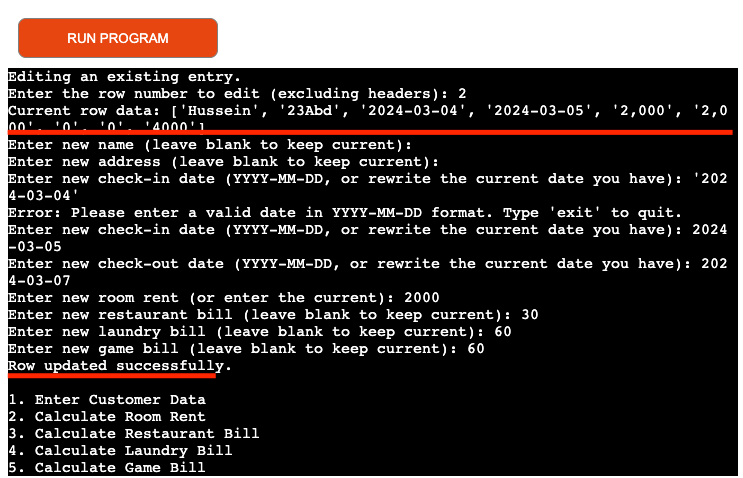 RUN PROGRAM
Editing an existing entry.
Enter the row number to edit (excluding headers): 2
Current row data: ['Hussein', '23Abd', '2024-03-04', '2024-03-05', '2,000', '2,0
00', '0', '0', '4000']
Enter new name (leave blank to keep current):
Enter new address (leave blank to keep current):
Enter new check-in date (YYYY-MM-DD, or rewrite the current date you have): '202
4-03-04'
Error: Please enter a valid date in YYYY-MM-DD format. Type 'exit' to quit.
Enter new check-in date (YYYY-MM-DD, or rewrite the current date you have): 2024
-03-05
Enter new check-out date (YYYY-MM-DD, or rewrite the current date you have): 202
4-03-07
Enter new room rent (or enter the current): 2000
Enter new restaurant bill (leave blank to keep current): 30
Enter new laundry bill (leave blank to keep current): 60
Enter new game bill (leave blank to keep current): 60
Row updated successfully.
1. Enter Customer Data
2. Calculate Room Rent
3. Calculate Restaurant Bill
4. Calculate Laundry Bill
5. Calculate Game Bill